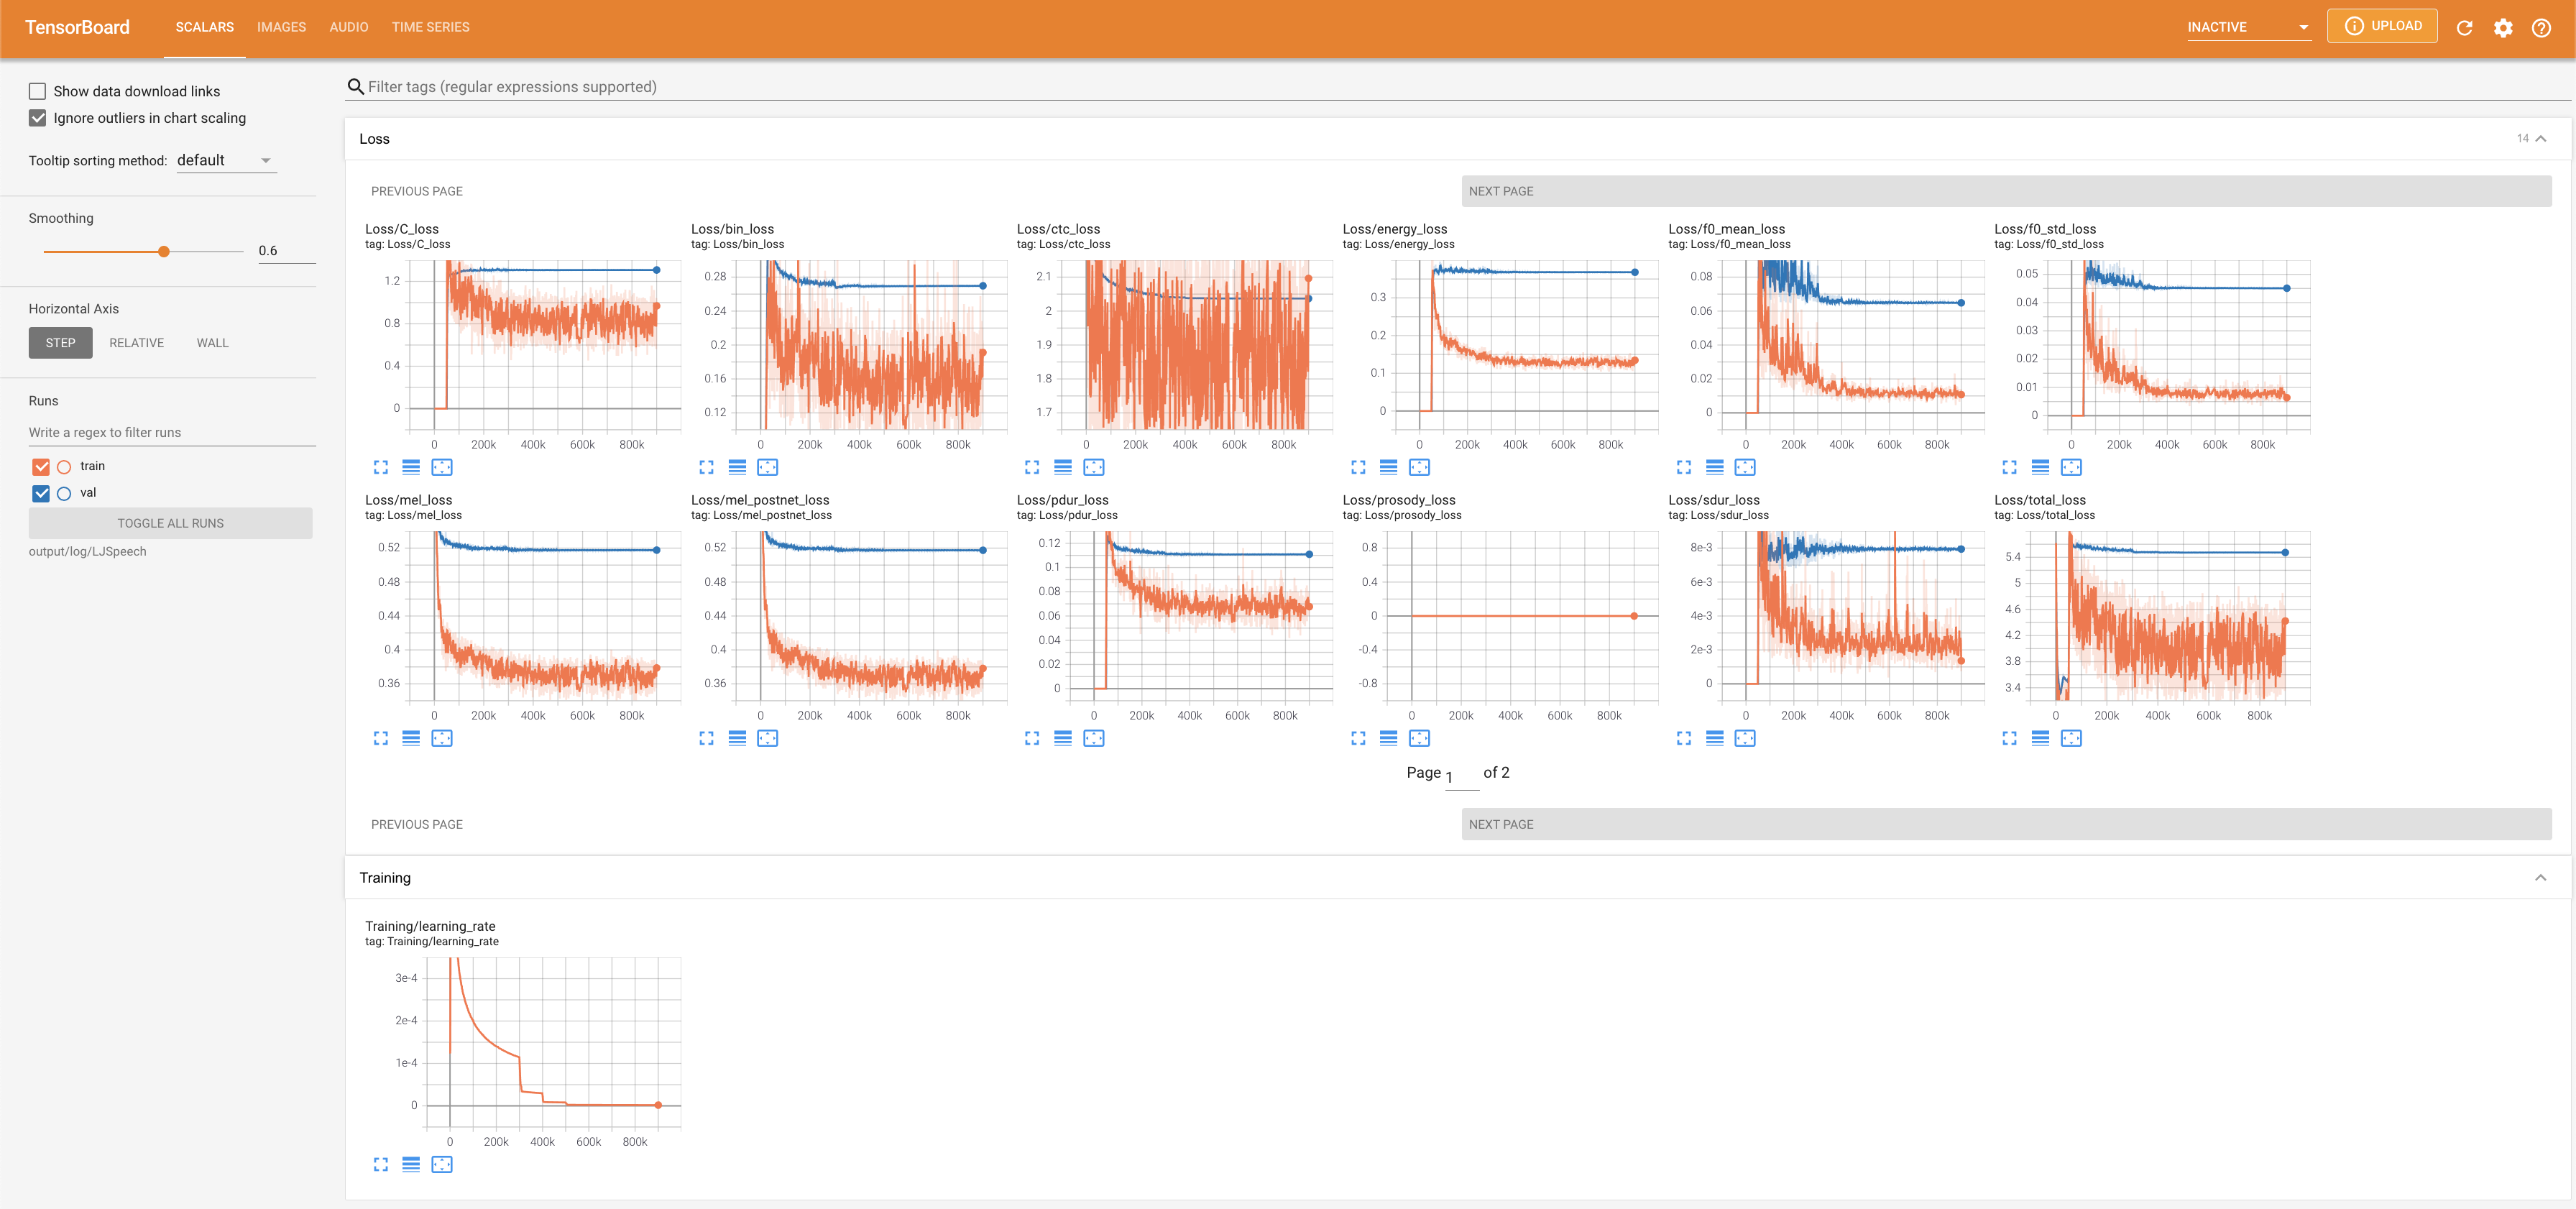 TensorBoard
SCALARS IMAGES AUDIO TIME SERIES
INACTIVE
UPLOAD
Show data download links
Ignore outliers in chart scaling
Tooltip sorting method: default
Smoothing
0.6
Horizontal Axis
STEP RELATIVE WALL
Runs
Write a regex to filter runs
train
val
TOGGLE ALL RUNS
output/log/LJSpeech
Filter tags (regular expressions supported)
Loss
14
PREVIOUS PAGE
NEXT PAGE
Loss/C_loss
tag: Loss/C_loss
1.2
0.8
0.4
0
0 200k 400k 600k 800k
Loss/bin_loss
tag: Loss/bin_loss
0.28
0.24
0.2
0.16
0.12
0 200k 400k 600k 800k
Loss/ctc_loss
tag: Loss/ctc_loss
2.1
2
1.9
1.8
1.7
0 200k 400k 600k 800k
Loss/energy_loss
tag: Loss/energy_loss
0.3
0.2
0.1
0
0 200k 400k 600k 800k
Loss/f0_mean_loss
tag: Loss/f0_mean_loss
0.08
0.06
0.04
0.02
0
0 200k 400k 600k 800k
Loss/f0_std_loss
tag: Loss/f0_std_loss
0.05
0.04
0.03
0.02
0.01
0
0 200k 400k 600k 800k
Loss/mel_loss
tag: Loss/mel_loss
0.52
0.48
0.44
0.4
0.36
0 200k 400k 600k 800k
Loss/mel_postnet_loss
tag: Loss/mel_postnet_loss
0.52
0.48
0.44
0.4
0.36
0 200k 400k 600k 800k
Loss/pdur_loss
tag: Loss/pdur_loss
0.12
0.1
0.08
0.06
0.04
0.02
0
0 200k 400k 600k 800k
Loss/prosody_loss
tag: Loss/prosody_loss
0.8
0.4
0
-0.4
-0.8
0 200k 400k 600k 800k
Loss/sdur_loss
tag: Loss/sdur_loss
8e-3
6e-3
4e-3
2e-3
0
0 200k 400k 600k 800k
Loss/total_loss
tag: Loss/total_loss
5.4
5
4.6
4.2
3.8
3.4
0 200k 400k 600k 800k
Page 1 of 2
PREVIOUS PAGE
NEXT PAGE
Training
Training/learning_rate
tag: Training/learning_rate
3e-4
2e-4
1e-4
0
0 200k 400k 600k 800k